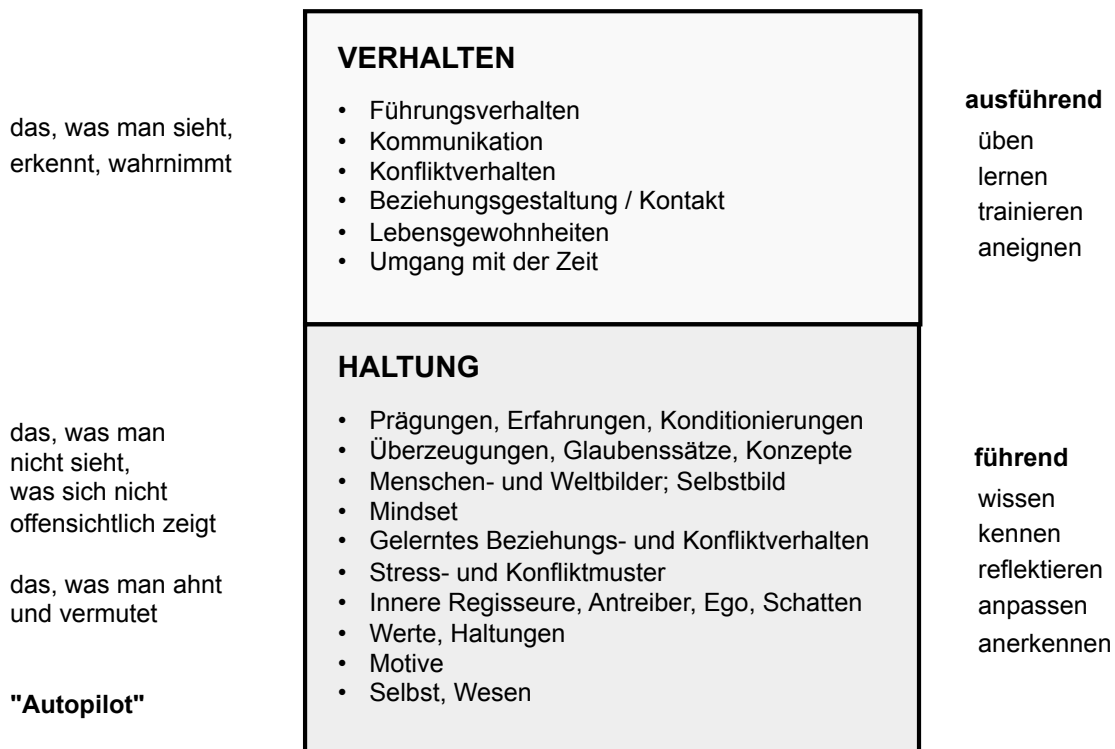 VERHALTEN
• Führungsverhalten
• Kommunikation
• Konfliktverhalten
• Beziehungsgestaltung / Kontakt
• Lebensgewohnheiten
• Umgang mit der Zeit
das, was man sieht,
erkennt, wahrnimmt
ausführend
üben
lernen
trainieren
aneignen
HALTUNG
• Prägungen, Erfahrungen, Konditionierungen
• Überzeugungen, Glaubenssätze, Konzepte
• Menschen- und Weltbilder; Selbstbild
• Mindset
• Gelerntes Beziehungs- und Konfliktverhalten
• Stress- und Konfliktmuster
• Innere Regisseure, Antreiber, Ego, Schatten
• Werte, Haltungen
• Motive
• Selbst, Wesen
das, was man
nicht sieht,
was sich nicht
offensichtlich zeigt
das, was man ahnt
und vermutet
"Autopilot"
führend
wissen
kennen
reflektieren
anpassen
anerkennen